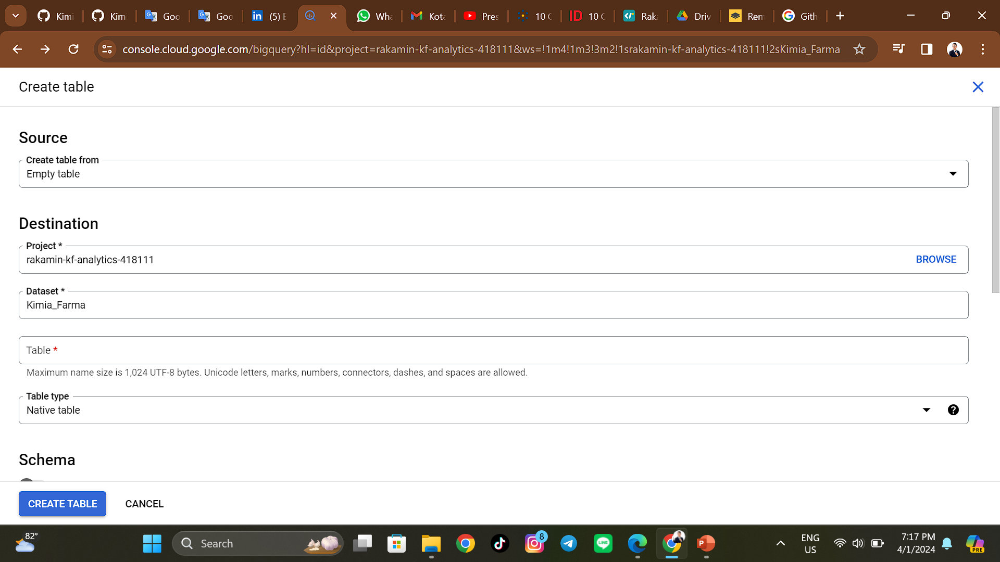 Kimi
Kim
Goo
Goo
(5) E
Wha
Kota
Pres
10 C
10 C
Raka
Driv
Rem
Gith
console.cloud.google.com/bigquery?hl=id&project=rakamin-kf-analytics-418111&ws=!1m4!1m3!3m2!1srakamin-kf-analytics-418111!2sKimia_Farma
Create table
Source
Create table from
Empty table
Destination
Project *
rakamin-kf-analytics-418111
BROWSE
Dataset *
Kimia_Farma
Table *
Maximum name size is 1,024 UTF-8 bytes. Unicode letters, marks, numbers, connectors, dashes, and spaces are allowed.
Table type
Native table
Schema
CREATE TABLE
CANCEL
82°
Search
8
ENG
US
7:17 PM
4/1/2024
PRE